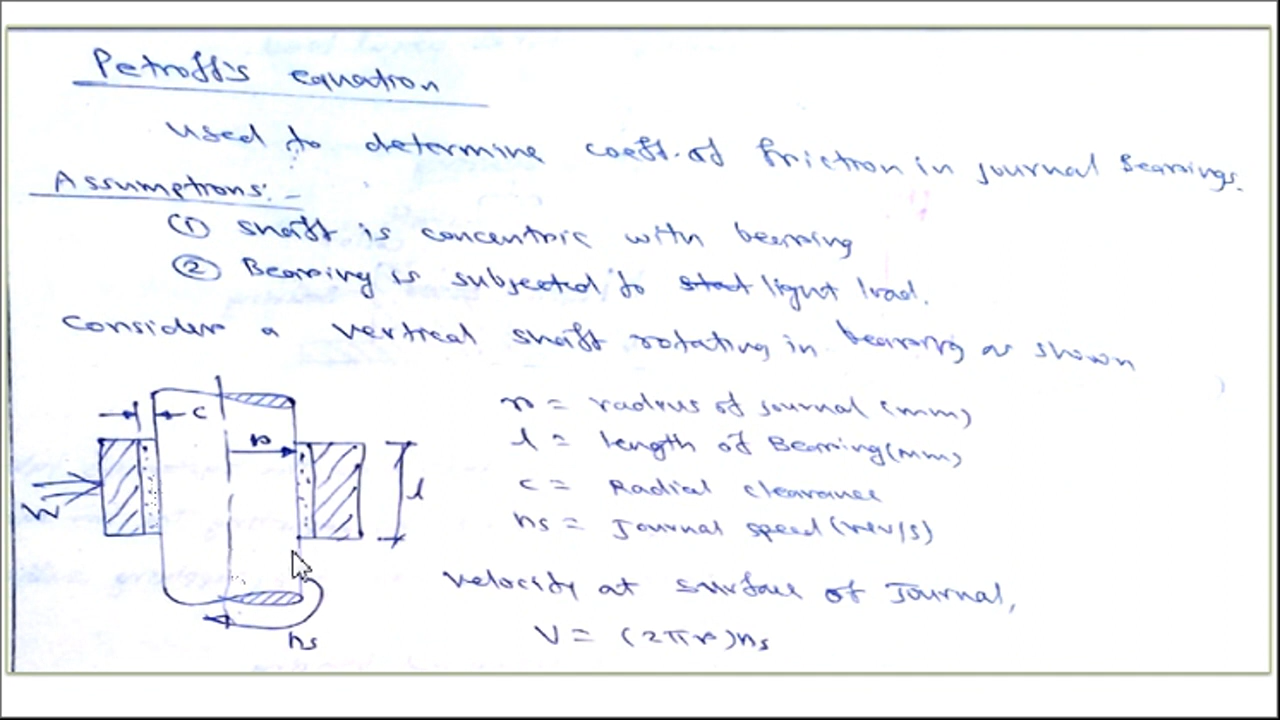 Petroff's equation
used to determine coeff. of friction in journal Bearings.
Assumptions:-
(1) shaft is concentric with bearing
(2) Bearing is subjected to light load.
consider a vertical shaft rotating in bearing as shown
c
r
W
l
ns
r = radius of journal (mm)
l = length of Bearing (mm)
c = Radial clearance
ns = Journal speed (rev/s)
velocity at surface of Journal,
V = (2πr)ns